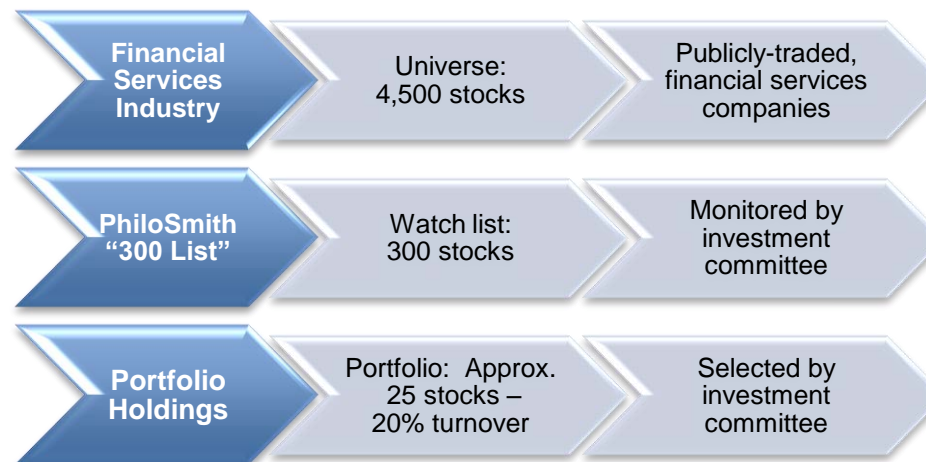 Financial
Services
Industry
Universe:
4,500 stocks
Publicly-traded,
financial services
companies
PhiloSmith
“300 List”
Watch list:
300 stocks
Monitored by
investment
committee
Portfolio
Holdings
Portfolio:  Approx.
25 stocks –
20% turnover
Selected by
investment
committee